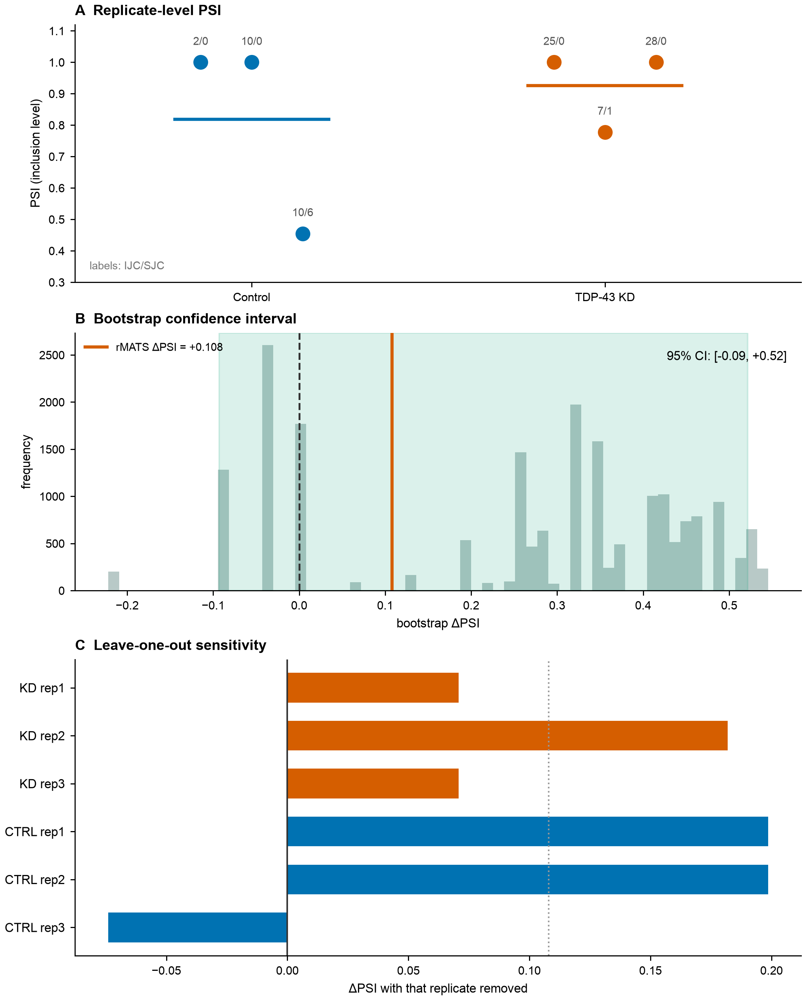 A  Replicate-level PSI
PSI (inclusion level)
1.1
1.0
0.9
0.8
0.7
0.6
0.5
0.4
0.3
2/0
10/0
25/0
28/0
7/1
10/6
labels: IJC/SJC
Control
TDP-43 KD
B  Bootstrap confidence interval
rMATS ΔPSI = +0.108
95% CI: [-0.09, +0.52]
frequency
2500
2000
1500
1000
500
0
−0.2
−0.1
0.0
0.1
0.2
0.3
0.4
0.5
bootstrap ΔPSI
C  Leave-one-out sensitivity
KD rep1
KD rep2
KD rep3
CTRL rep1
CTRL rep2
CTRL rep3
−0.05
0.00
0.05
0.10
0.15
0.20
ΔPSI with that replicate removed